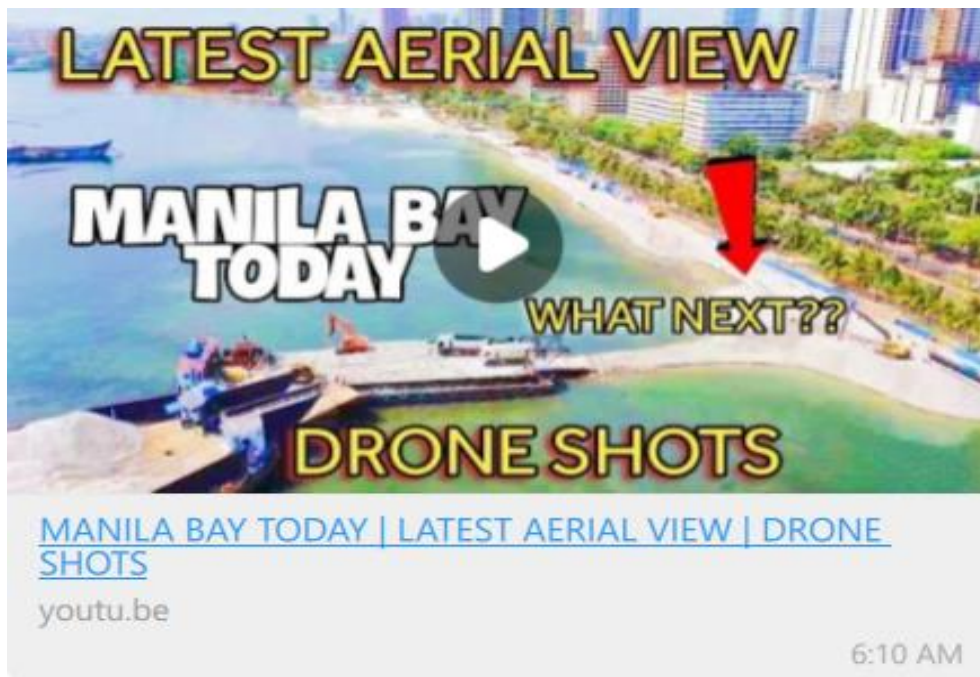 LATEST AERIAL VIEW
MANILA BAY
TODAY
WHAT NEXT??
DRONE SHOTS
MANILA BAY TODAY | LATEST AERIAL VIEW | DRONE
SHOTS
youtu.be
6:10 AM